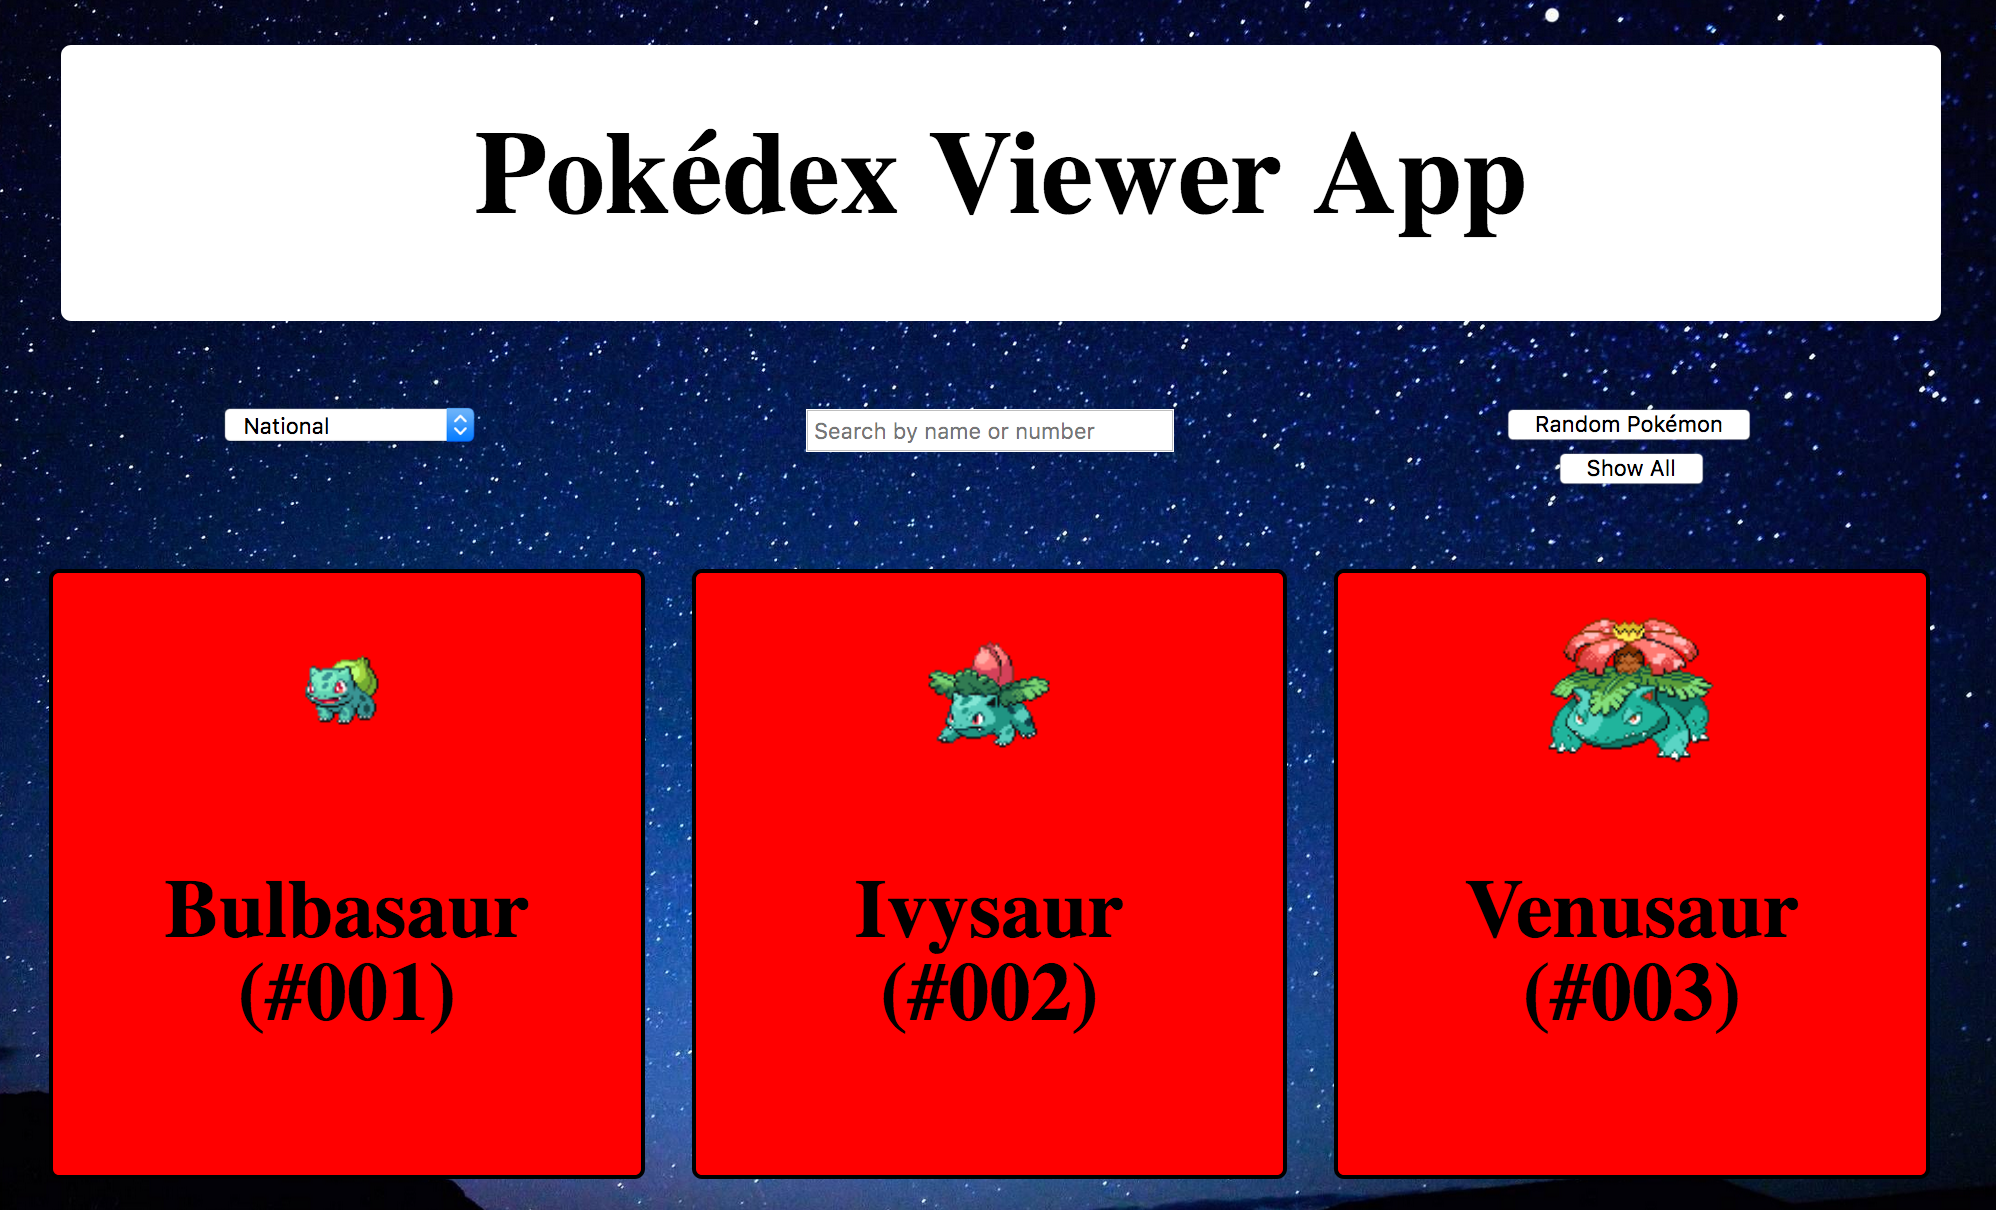 Pokédex Viewer App
National
Search by name or number
Random Pokémon
Show All
Bulbasaur
(#001)
Ivysaur
(#002)
Venusaur
(#003)